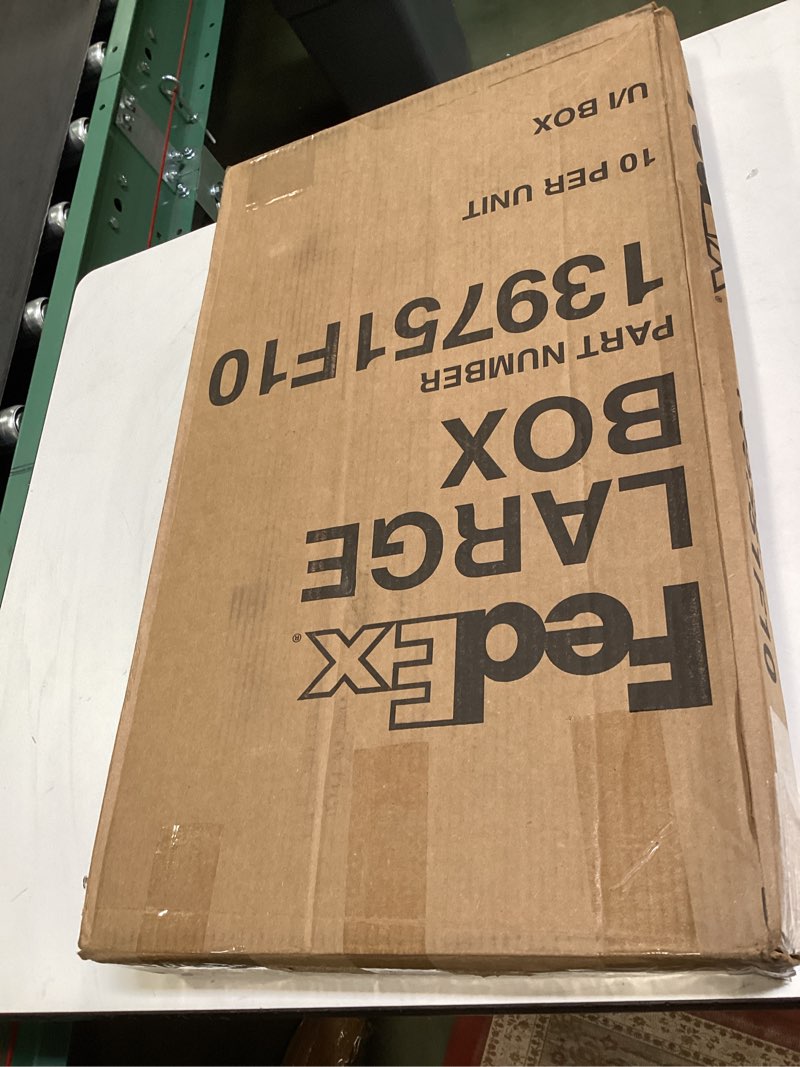 FedEx®
LARGE
BOX
PART NUMBER
139751F10
10 PER UNIT
U/I BOX